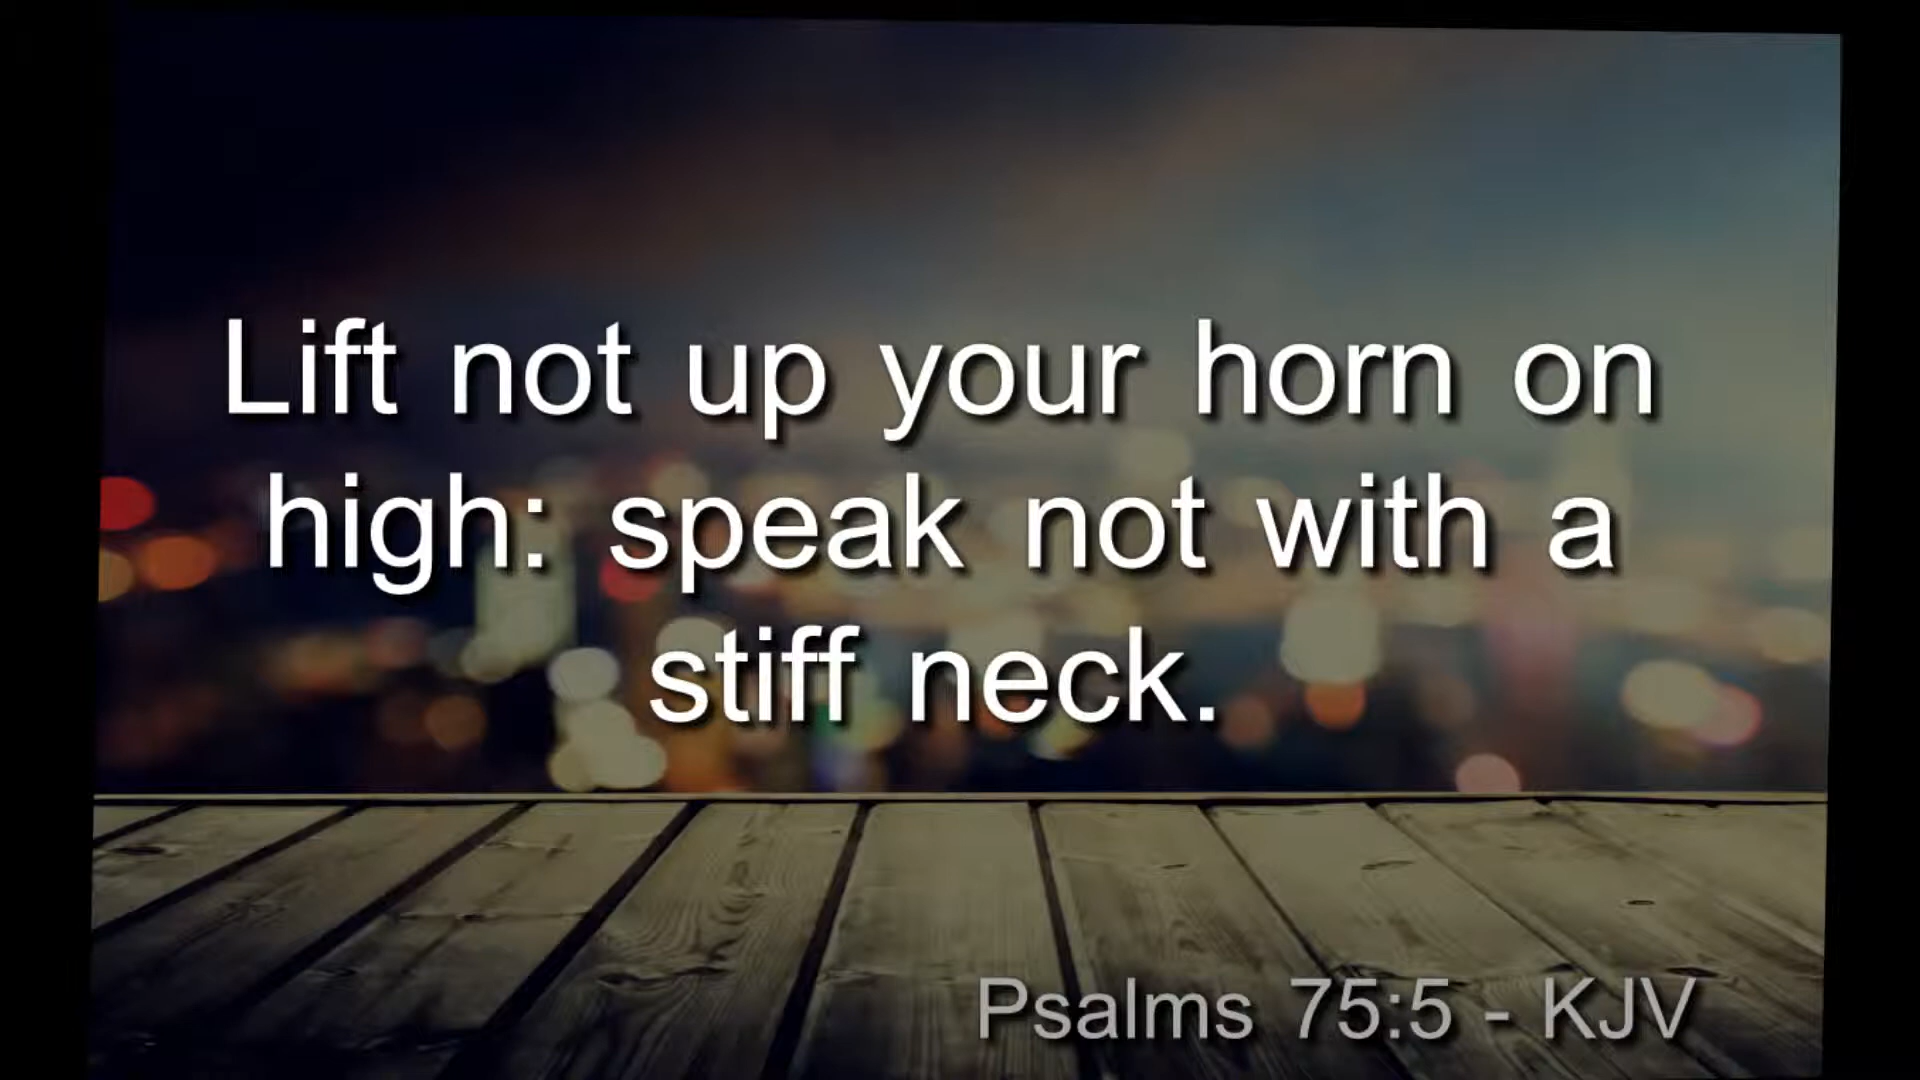 Lift not up your horn on
high: speak not with a
stiff neck.
Psalms 75:5 - KJV